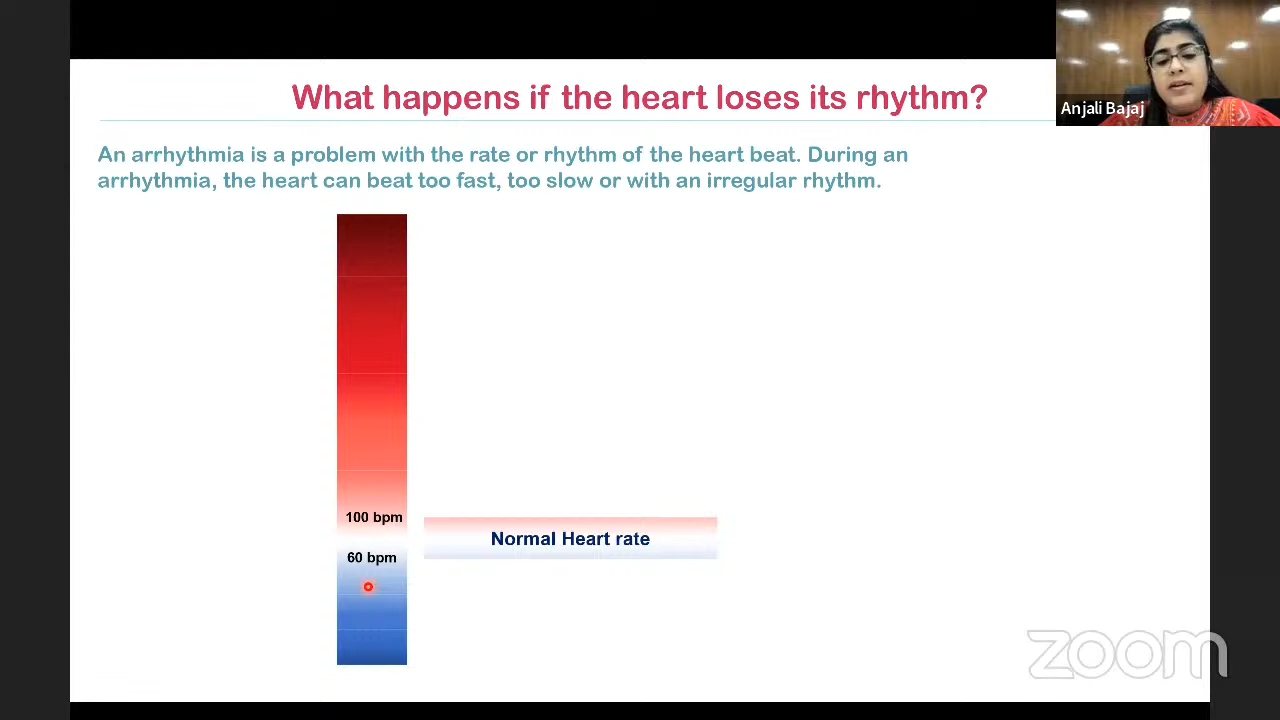 What happens if the heart loses its rhythm?
Anjali Bajaj
An arrhythmia is a problem with the rate or rhythm of the heart beat. During an
arrhythmia, the heart can beat too fast, too slow or with an irregular rhythm.
100 bpm
Normal Heart rate
60 bpm
zoom